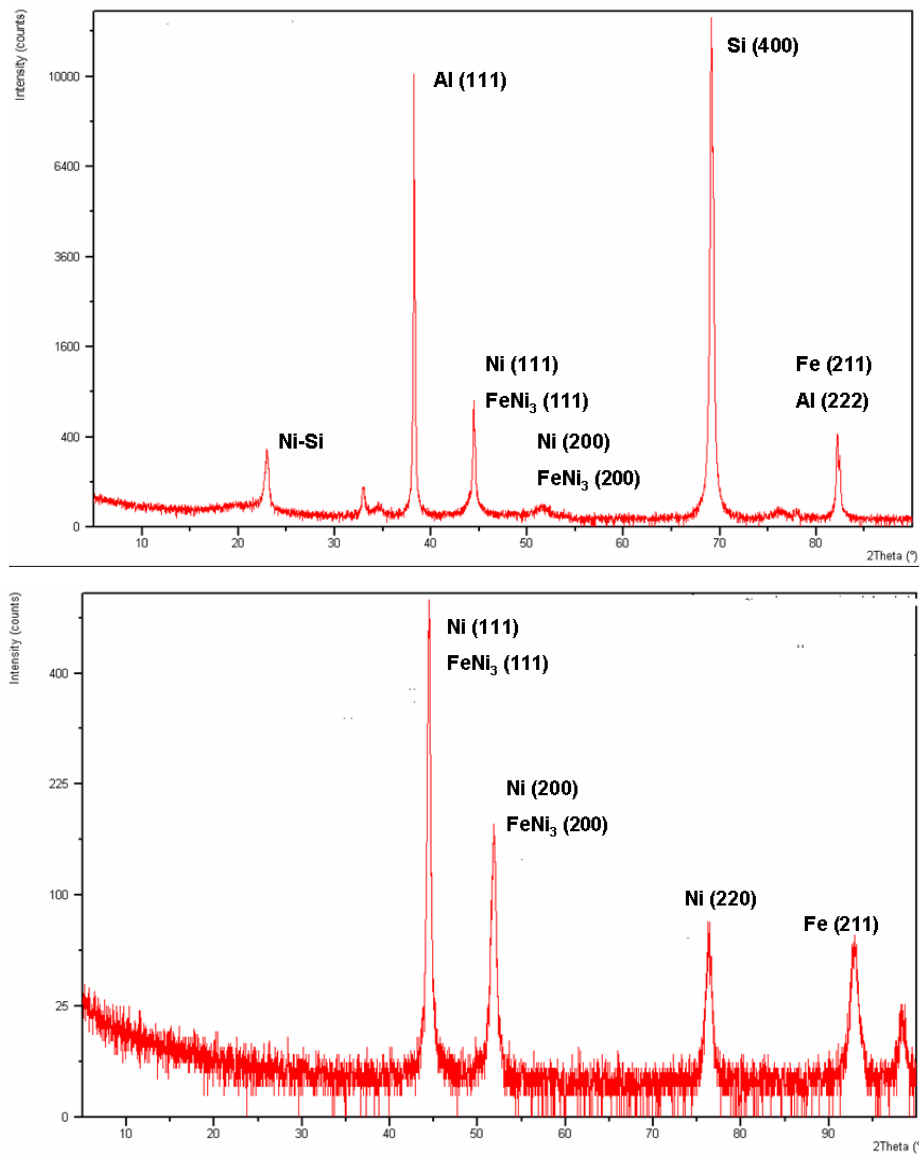 Intensity (counts)
10000
6400
3600
1600
400
0
Al (111)
Si (400)
Ni (111)
FeNi₃ (111)
Fe (211)
Al (222)
Ni-Si
Ni (200)
FeNi₃ (200)
10 20 30 40 50 60 70 80
2Theta (°)
Intensity (counts)
400
225
100
25
0
Ni (111)
FeNi₃ (111)
Ni (200)
FeNi₃ (200)
Ni (220)
Fe (211)
10 20 30 40 50 60 70 80 90
2Theta (°